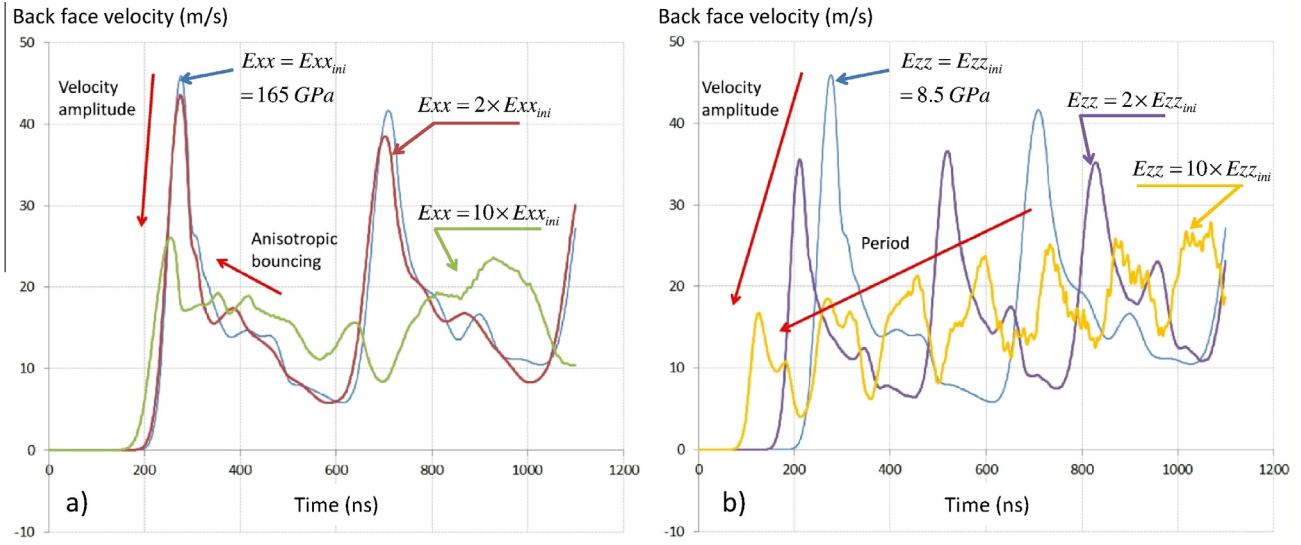 Back face velocity (m/s)
50
40
30
20
10
0
-10
0
200
400
600
800
1000
1200
Velocity
amplitude
Exx = Exx_ini
= 165 GPa
Exx = 2 × Exx_ini
Exx = 10 × Exx_ini
Anisotropic
bouncing
a)
Time (ns)
Back face velocity (m/s)
50
40
30
20
10
0
-10
0
200
400
600
800
1000
1200
Velocity
amplitude
Ezz = Ezz_ini
= 8.5 GPa
Ezz = 2 × Ezz_ini
Ezz = 10 × Ezz_ini
Period
b)
Time (ns)